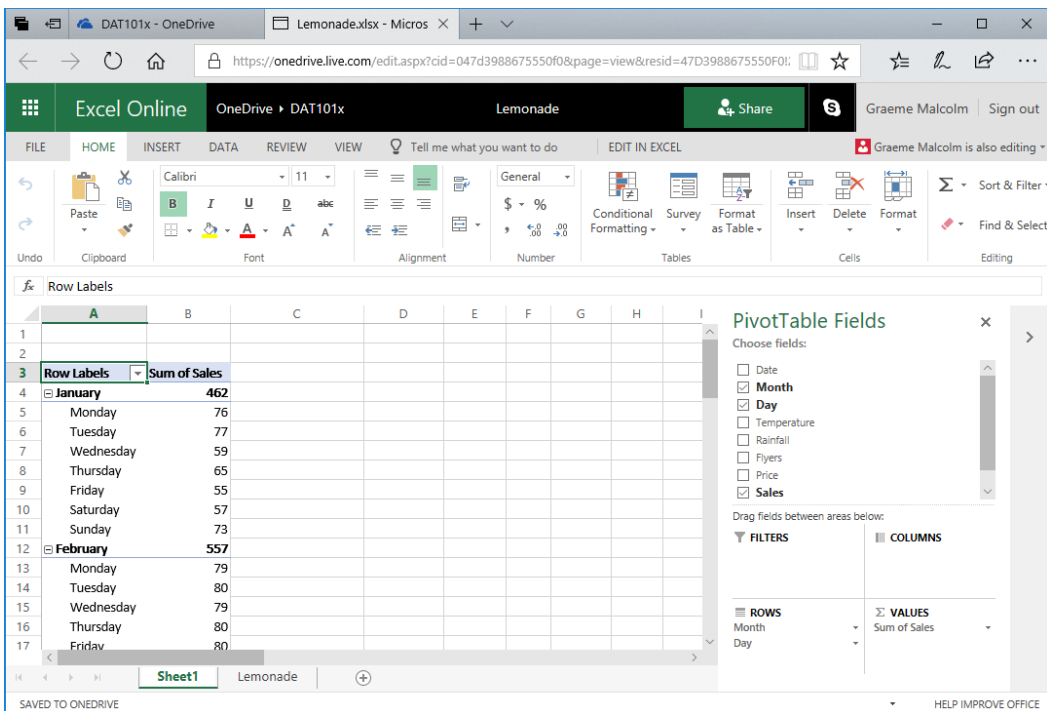 DAT101x - OneDrive
Lemonade.xlsx - Micros
https://onedrive.live.com/edit.aspx?cid=047d3988675550f0&page=view&resid=47D3988675550F0!
Excel Online
OneDrive ▸ DAT101x
Lemonade
Share
Graeme Malcolm
Sign out
FILE HOME INSERT DATA REVIEW VIEW Tell me what you want to do EDIT IN EXCEL Graeme Malcolm is also editing
Calibri 11 General
Sort & Filter
Paste
B I U D abc
$ %
Conditional Formatting
Survey
Format as Table
Insert Delete Format
A A A
, .00 .00 .0
Find & Select
Undo Clipboard Font Alignment Number Tables Cells Editing
fx Row Labels
A B C D E F G H I
1
2
3 Row Labels Sum of Sales
4 January 462
5 Monday 76
6 Tuesday 77
7 Wednesday 59
8 Thursday 65
9 Friday 55
10 Saturday 57
11 Sunday 73
12 February 557
13 Monday 79
14 Tuesday 80
15 Wednesday 79
16 Thursday 80
17 Friday 80
PivotTable Fields
Choose fields:
Date
Month
Day
Temperature
Rainfall
Flyers
Price
Sales
Drag fields between areas below:
FILTERS
COLUMNS
ROWS
Month
Day
Σ VALUES
Sum of Sales
Sheet1 Lemonade
SAVED TO ONEDRIVE
HELP IMPROVE OFFICE